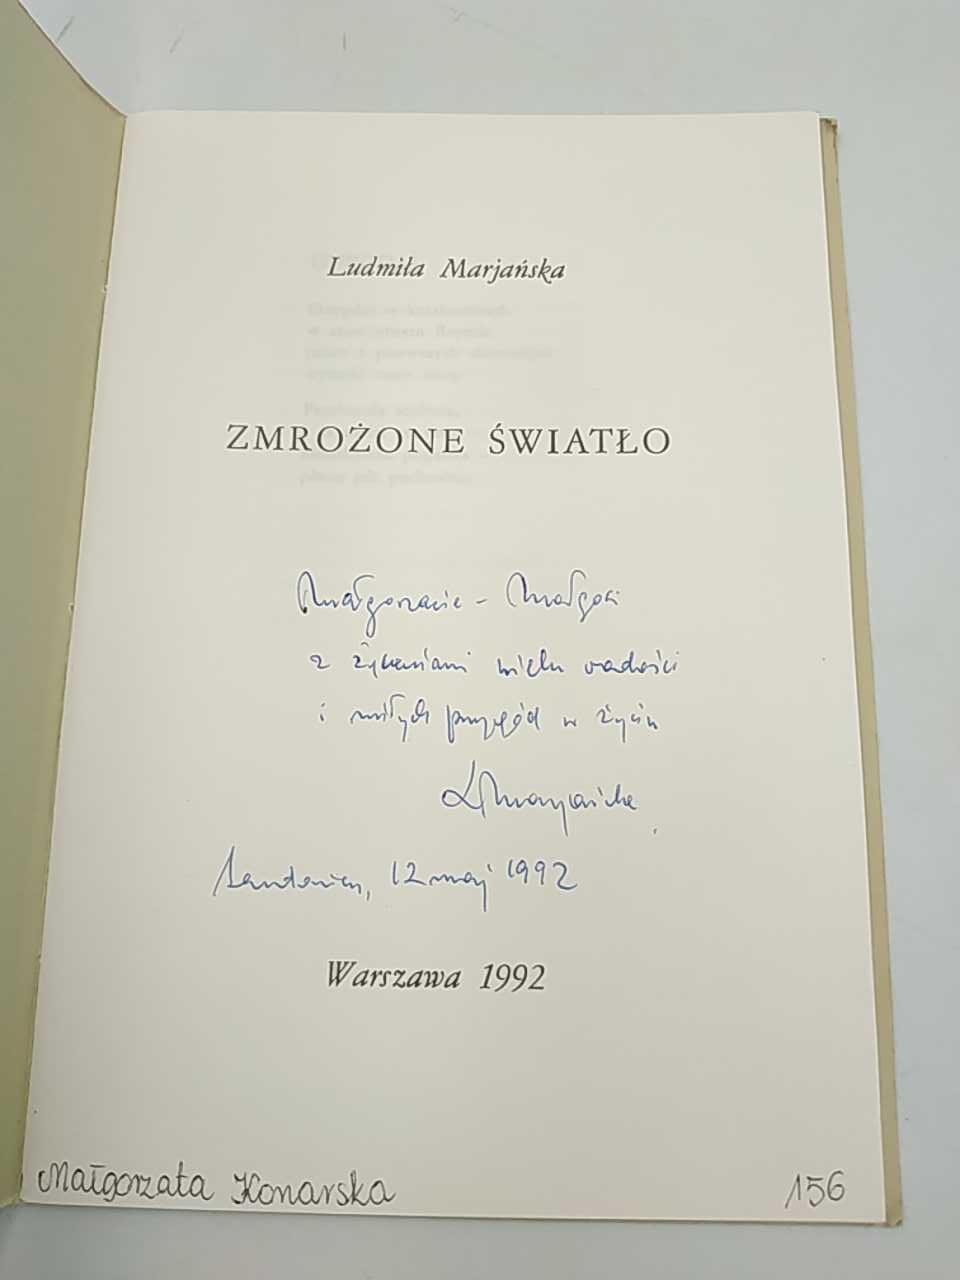 Ludmiła Marjańska
ZMROŻONE ŚWIATŁO
Małgorzacie - Małgosi
z życzeniami wielu radości
i miłych przygód w życiu
LMarjańska
Sandomierz, 12 maj 1992
Warszawa 1992
Małgorzata Konarska
156